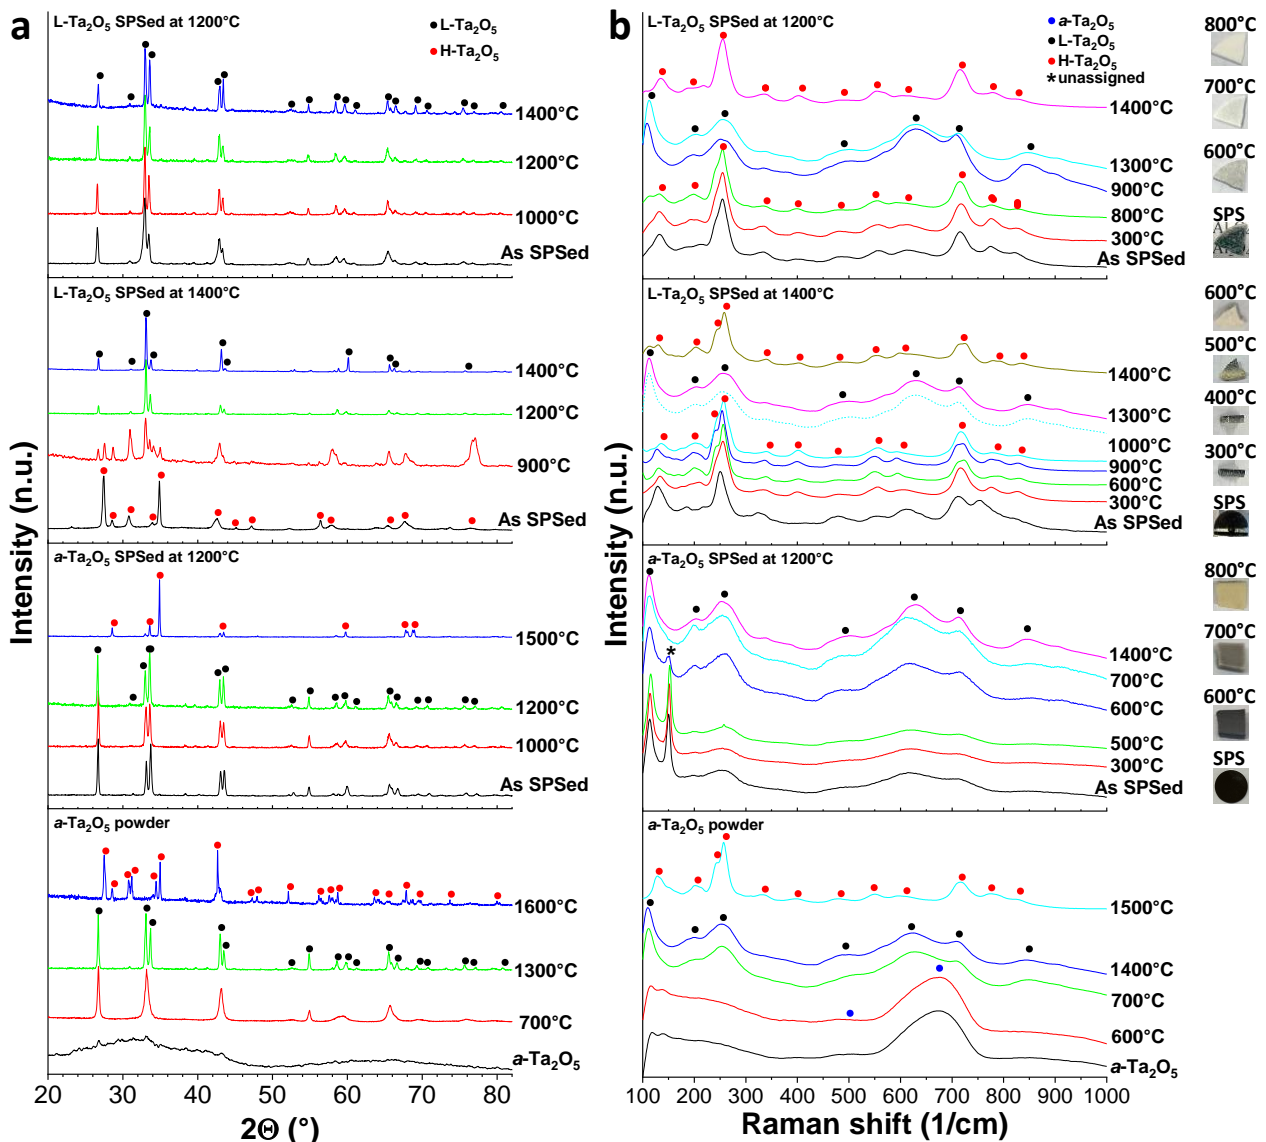 a
Intensity (n.u.)
L-Ta2O5 SPSed at 1200°C
L-Ta2O5
H-Ta2O5
1400°C
1200°C
1000°C
As SPSed
L-Ta2O5 SPSed at 1400°C
1400°C
1200°C
900°C
As SPSed
a-Ta2O5 SPSed at 1200°C
1500°C
1200°C
1000°C
As SPSed
a-Ta2O5 powder
1600°C
1300°C
700°C
a-Ta2O5
20 30 40 50 60 70 80
2Θ (°)
b
Intensity (n.u.)
Intensity (n.u.)
L-Ta2O5 SPSed at 1200°C
a-Ta2O5
L-Ta2O5
H-Ta2O5
* unassigned
1400°C
1300°C
900°C
800°C
300°C
As SPSed
L-Ta2O5 SPSed at 1400°C
1400°C
1300°C
1000°C
900°C
600°C
300°C
As SPSed
a-Ta2O5 SPSed at 1200°C
*
1400°C
700°C
600°C
500°C
300°C
As SPSed
a-Ta2O5 powder
1500°C
1400°C
700°C
600°C
a-Ta2O5
100 200 300 400 500 600 700 800 900 1000
Raman shift (1/cm)
800°C
700°C
600°C
SPS
600°C
500°C
400°C
300°C
SPS
800°C
700°C
600°C
SPS